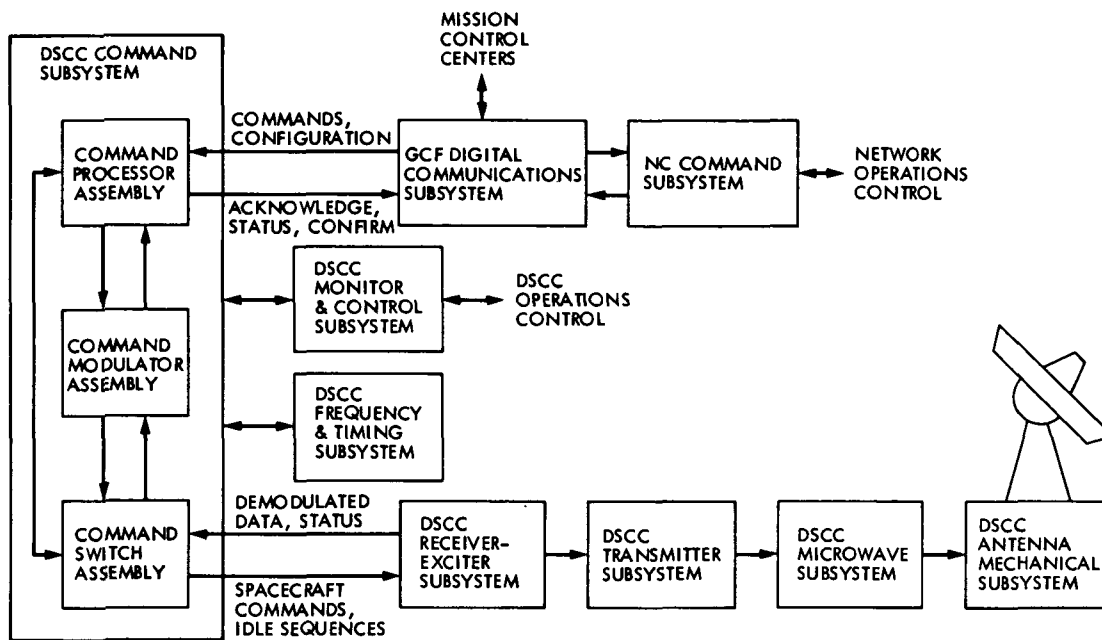 MISSION
CONTROL
CENTERS
DSCC COMMAND
SUBSYSTEM
COMMANDS,
CONFIGURATION
COMMAND
PROCESSOR
ASSEMBLY
GCF DIGITAL
COMMUNICATIONS
SUBSYSTEM
NC COMMAND
SUBSYSTEM
NETWORK
OPERATIONS
CONTROL
ACKNOWLEDGE,
STATUS, CONFIRM
DSCC
MONITOR
& CONTROL
SUBSYSTEM
DSCC
OPERATIONS
CONTROL
COMMAND
MODULATOR
ASSEMBLY
DSCC
FREQUENCY
& TIMING
SUBSYSTEM
DEMODULATED
DATA, STATUS
COMMAND
SWITCH
ASSEMBLY
DSCC
RECEIVER-
EXCITER
SUBSYSTEM
DSCC
TRANSMITTER
SUBSYSTEM
DSCC
MICROWAVE
SUBSYSTEM
DSCC
ANTENNA
MECHANICAL
SUBSYSTEM
SPACECRAFT
COMMANDS,
IDLE SEQUENCES